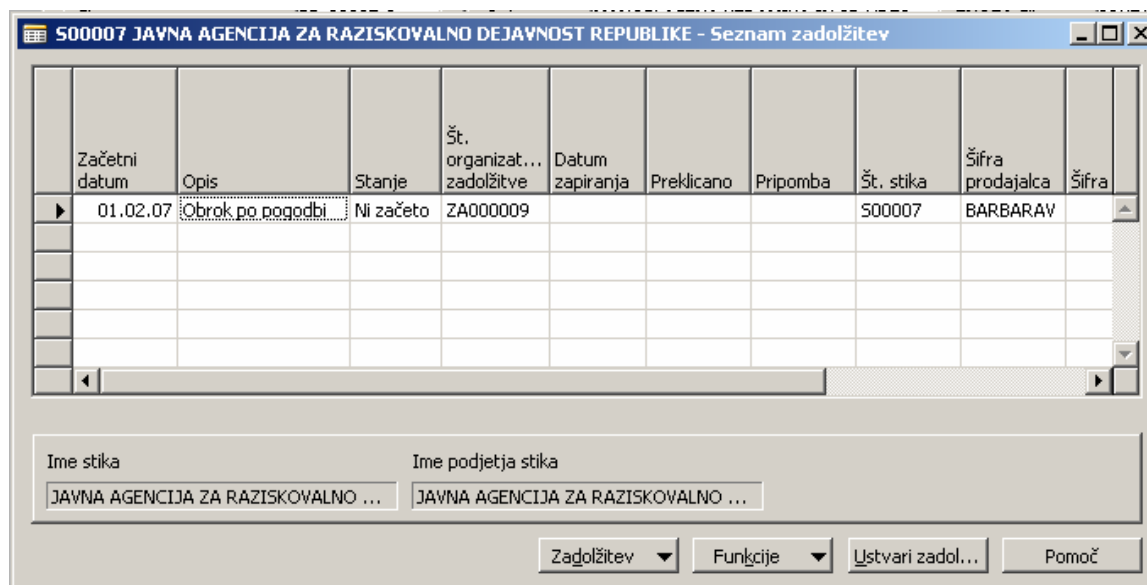 S00007 JAVNA AGENCIJA ZA RAZISKOVALNO DEJAVNOST REPUBLIKE - Seznam zadolžitev
Začetni datum Opis Stanje Št. organizat... zadolžitve Datum zapiranja Preklicano Pripomba Št. stika Šifra prodajalca Šifra
01.02.07 Obrok po pogodbi Ni začeto ZA000009 S00007 BARBARAV
Ime stika Ime podjetja stika
JAVNA AGENCIJA ZA RAZISKOVALNO ... JAVNA AGENCIJA ZA RAZISKOVALNO ...
Zadolžitev Funkcije Ustvari zadol... Pomoč